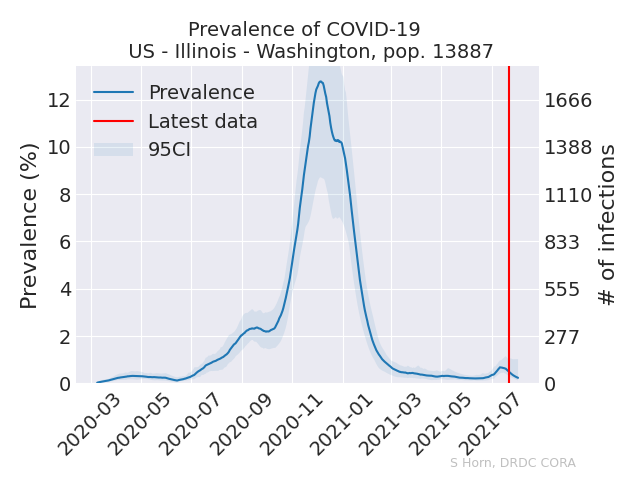 Prevalence of COVID-19
US - Illinois - Washington, pop. 13887
Prevalence
Latest data
95CI
Prevalence (%)
12
10
8
6
4
2
0
# of infections
1666
1388
1110
833
555
277
0
2020-03
2020-05
2020-07
2020-09
2020-11
2021-01
2021-03
2021-05
2021-07
S Horn, DRDC CORA